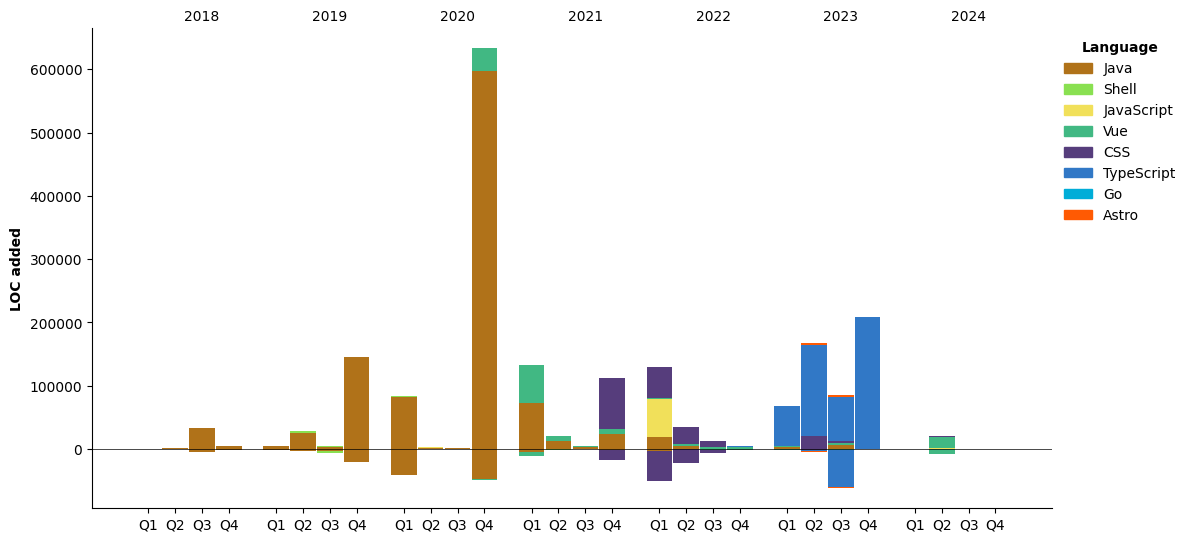 2018 2019 2020 2021 2022 2023 2024
LOC added
600000
500000
400000
300000
200000
100000
0
Q1 Q2 Q3 Q4 Q1 Q2 Q3 Q4 Q1 Q2 Q3 Q4 Q1 Q2 Q3 Q4 Q1 Q2 Q3 Q4 Q1 Q2 Q3 Q4 Q1 Q2 Q3 Q4
Language
Java
Shell
JavaScript
Vue
CSS
TypeScript
Go
Astro